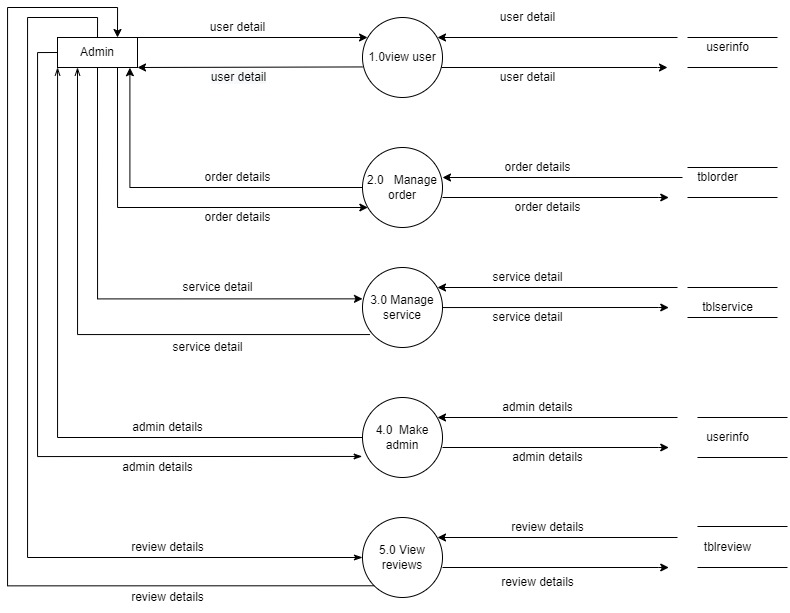 user detail
user detail
Admin
1.0view user
userinfo
user detail
user detail
order details
order details
2.0 Manage
order
tblorder
order details
order details
service detail
service detail
3.0 Manage
service
tblservice
service detail
service detail
admin details
admin details
4.0 Make
admin
userinfo
admin details
admin details
review details
review details
5.0 View
reviews
tblreview
review details
review details